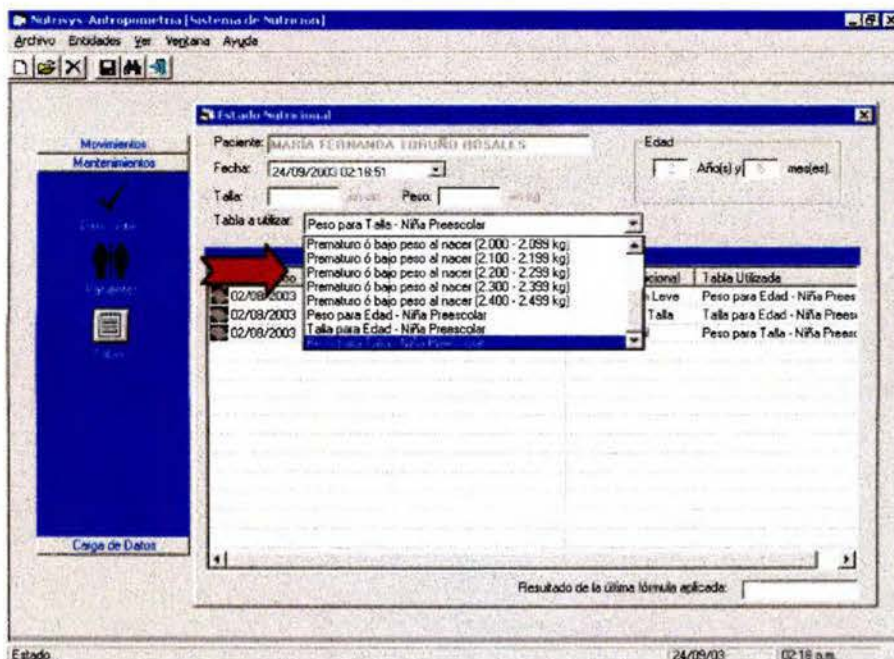 Nutrisys-Antropometria [Sistema de Nutricion]
Archivo Entidades Ver Ventana Ayuda
Estado Nutricional
Movimientos
Mantenimientos
Paciente: MARÍA FERNANDA ROSALES
Edad
Fecha: 24/09/2003 02:18:51
Año(s) y mes(es).
Talla: Peso:
Tabla a utilizar: Peso para Talla - Niña Preescolar
Prematuro ó bajo peso al nacer (2.000 - 2.099 kg)
Prematuro ó bajo peso al nacer (2.100 - 2.199 kg)
Prematuro ó bajo peso al nacer (2.200 - 2.299 kg)
Prematuro ó bajo peso al nacer (2.300 - 2.399 kg)
Prematuro ó bajo peso al nacer (2.400 - 2.499 kg)
Peso para Edad - Niña Preescolar
Talla para Edad - Niña Preescolar
cional Tabla Utilizada
02/08/2003 Leve Peso para Edad - Niña Prees
02/08/2003 Talla Talla para Edad - Niña Preesc
02/08/2003 Peso para Talla - Niña Preesc
Carga de Datos
Resultado de la última fórmula aplicada:
Estado 24/09/03 02:18 p.m.